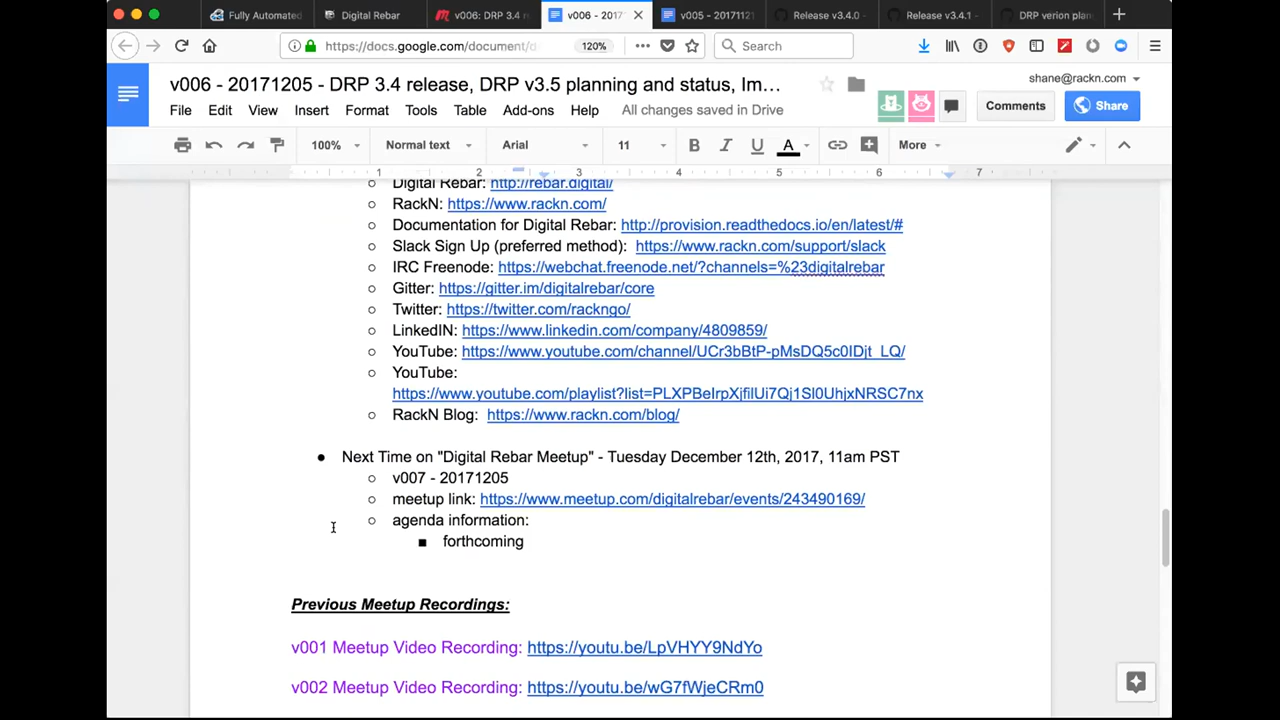 Fully Automated
Digital Rebar
v006: DRP 3.4 r
v006 - 2017
v005 - 2017121
Release v3.4.0 -
Release v3.4.1 -
DRP verion plan
https://docs.google.com/document/d
120%
Search
v006 - 20171205 - DRP 3.4 release, DRP v3.5 planning and status, Im...
shane@rackn.com
File Edit View Insert Format Tools Table Add-ons Help All changes saved in Drive
Comments
Share
100% Normal text Arial 11 B I U A More
1 2 3 4 5 6 7
Digital Rebar: http://rebar.digital/
RackN: https://www.rackn.com/
Documentation for Digital Rebar: http://provision.readthedocs.io/en/latest/#
Slack Sign Up (preferred method): https://www.rackn.com/support/slack
IRC Freenode: https://webchat.freenode.net/?channels=%23digitalrebar
Gitter: https://gitter.im/digitalrebar/core
Twitter: https://twitter.com/rackngo/
LinkedIN: https://www.linkedin.com/company/4809859/
YouTube: https://www.youtube.com/channel/UCr3bBtP-pMsDQ5c0IDjt_LQ/
YouTube:
https://www.youtube.com/playlist?list=PLXPBeIrpXjfilUi7Qj1Sl0UhjxNRSC7nx
RackN Blog: https://www.rackn.com/blog/
Next Time on "Digital Rebar Meetup" - Tuesday December 12th, 2017, 11am PST
v007 - 20171205
meetup link: https://www.meetup.com/digitalrebar/events/243490169/
agenda information:
forthcoming
Previous Meetup Recordings:
v001 Meetup Video Recording: https://youtu.be/LpVHYY9NdYo
v002 Meetup Video Recording: https://youtu.be/wG7fWjeCRm0